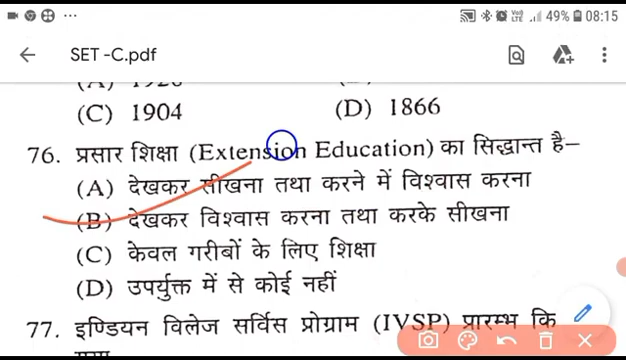 49% 08:15
SET -C.pdf
(C) 1904 (D) 1866
76. प्रसार शिक्षा (Extension Education) का सिद्धान्त है–
(A) देखकर सीखना तथा करने में विश्वास करना
(B) देखकर विश्वास करना तथा करके सीखना
(C) केवल गरीबों के लिए शिक्षा
(D) उपर्युक्त में से कोई नहीं
77. इण्डियन विलेज सर्विस प्रोग्राम (IVSP) प्रारम्भ कि